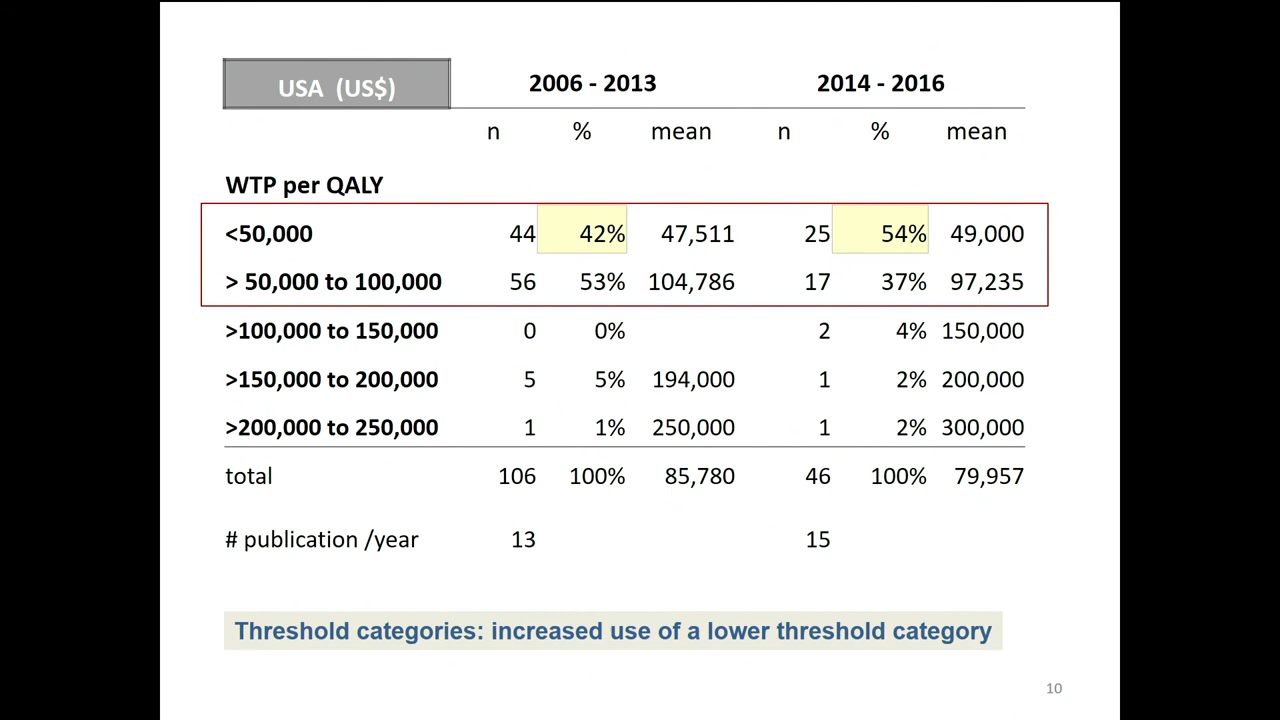 USA (US$) 2006 - 2013 2014 - 2016
n % mean n % mean
WTP per QALY
<50,000 44 42% 47,511 25 54% 49,000
> 50,000 to 100,000 56 53% 104,786 17 37% 97,235
>100,000 to 150,000 0 0% 2 4% 150,000
>150,000 to 200,000 5 5% 194,000 1 2% 200,000
>200,000 to 250,000 1 1% 250,000 1 2% 300,000
total 106 100% 85,780 46 100% 79,957
# publication /year 13 15
Threshold categories: increased use of a lower threshold category
10